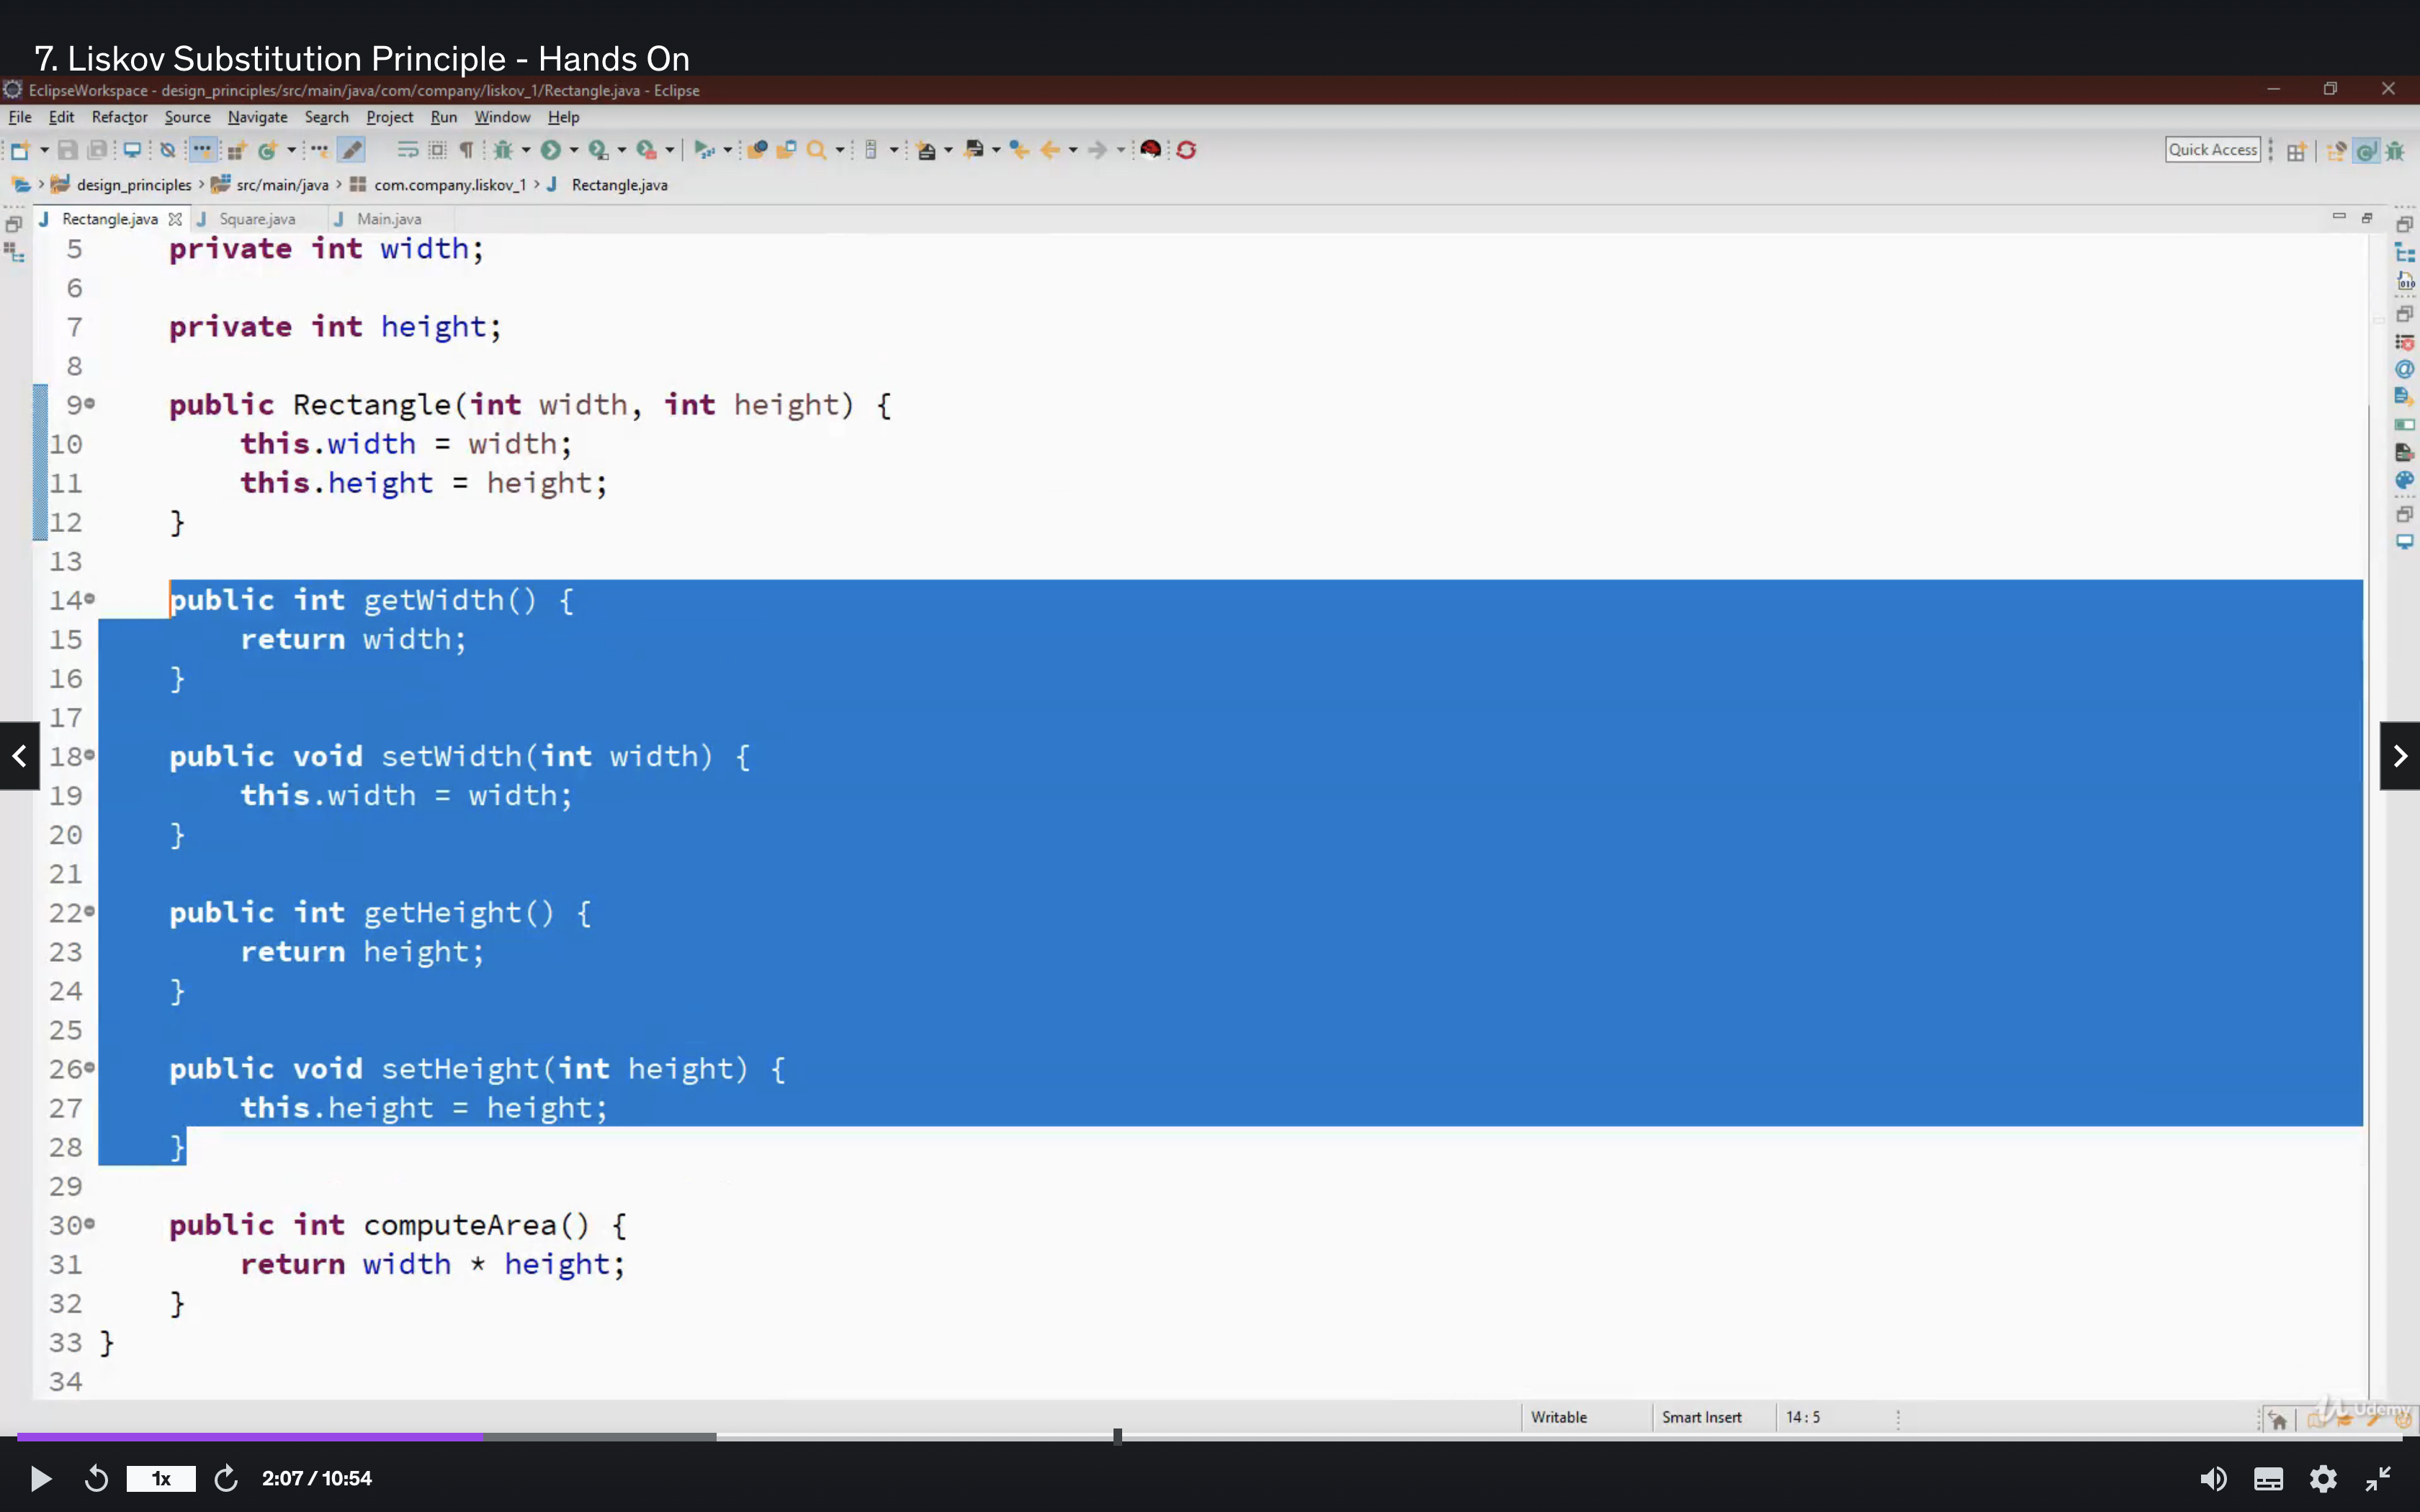 7. Liskov Substitution Principle - Hands On
EclipseWorkspace - design_principles/src/main/java/com/company/liskov_1/Rectangle.java - Eclipse
File Edit Refactor Source Navigate Search Project Run Window Help
Quick Access
design_principles > src/main/java > com.company.liskov_1 > Rectangle.java
Rectangle.java Square.java Main.java
5 private int width;
6
7 private int height;
8
9 public Rectangle(int width, int height) {
10 this.width = width;
11 this.height = height;
12 }
13
14 public int getWidth() {
15 return width;
16 }
17
18 public void setWidth(int width) {
19 this.width = width;
20 }
21
22 public int getHeight() {
23 return height;
24 }
25
26 public void setHeight(int height) {
27 this.height = height;
28 }
29
30 public int computeArea() {
31 return width * height;
32 }
33 }
34
Writable Smart Insert 14 : 5
Udemy
1x 2:07 / 10:54